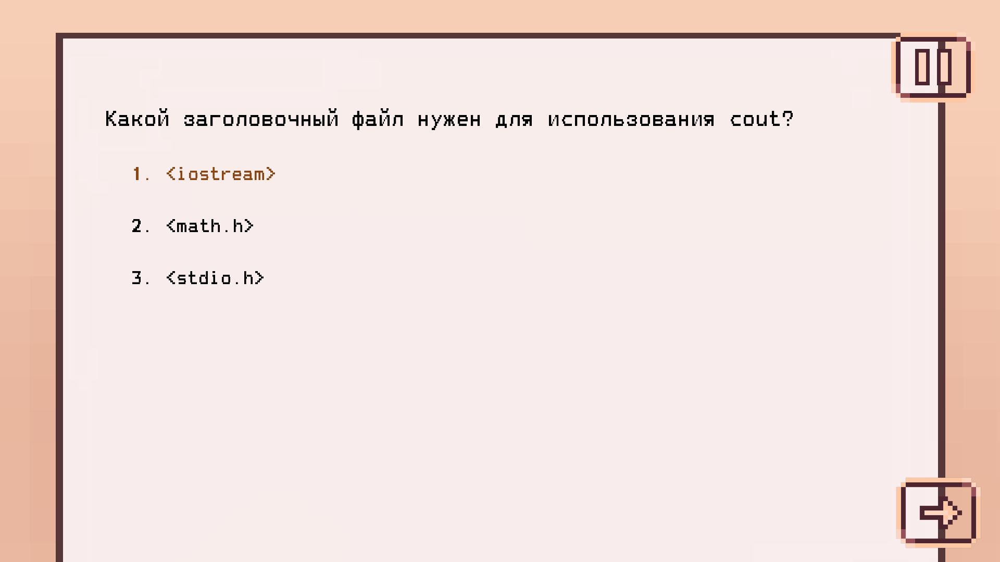 Какой заголовочный файл нужен для использования cout?
1. <iostream>
2. <math.h>
3. <stdio.h>